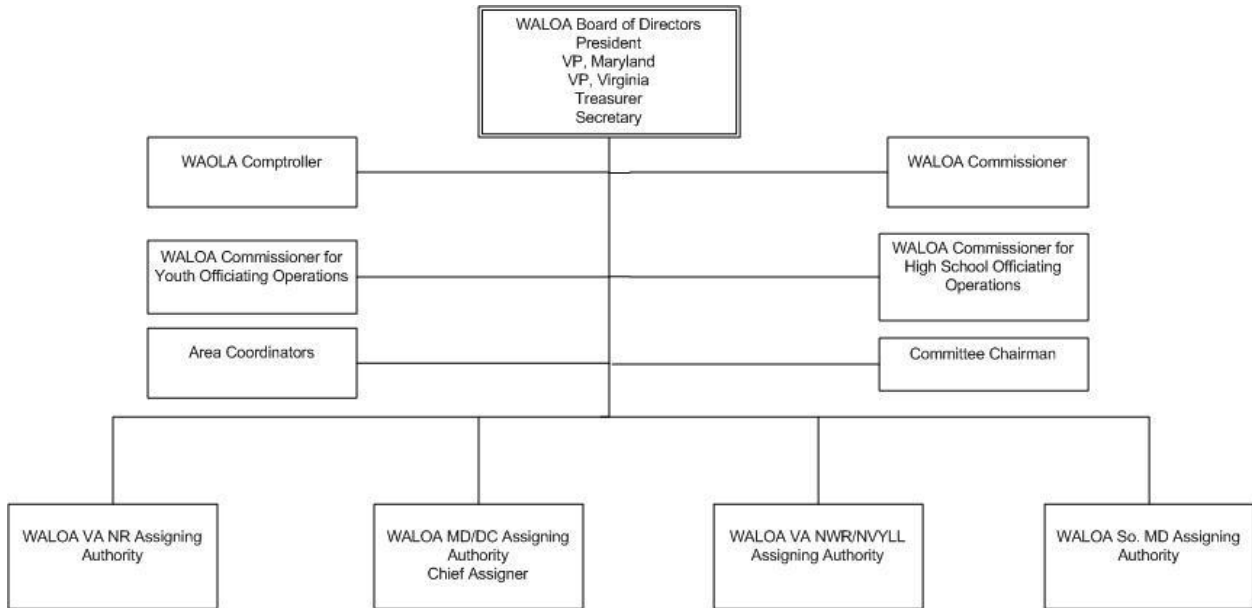 WALOA Board of Directors
President
VP, Maryland
VP, Virginia
Treasurer
Secretary
WAOLA Comptroller
WALOA Commissioner
WALOA Commissioner for
Youth Officiating Operations
WALOA Commissioner for
High School Officiating
Operations
Area Coordinators
Committee Chairman
WALOA VA NR Assigning
Authority
WALOA MD/DC Assigning
Authority
Chief Assigner
WALOA VA NWR/NVYLL
Assigning Authority
WALOA So. MD Assigning
Authority